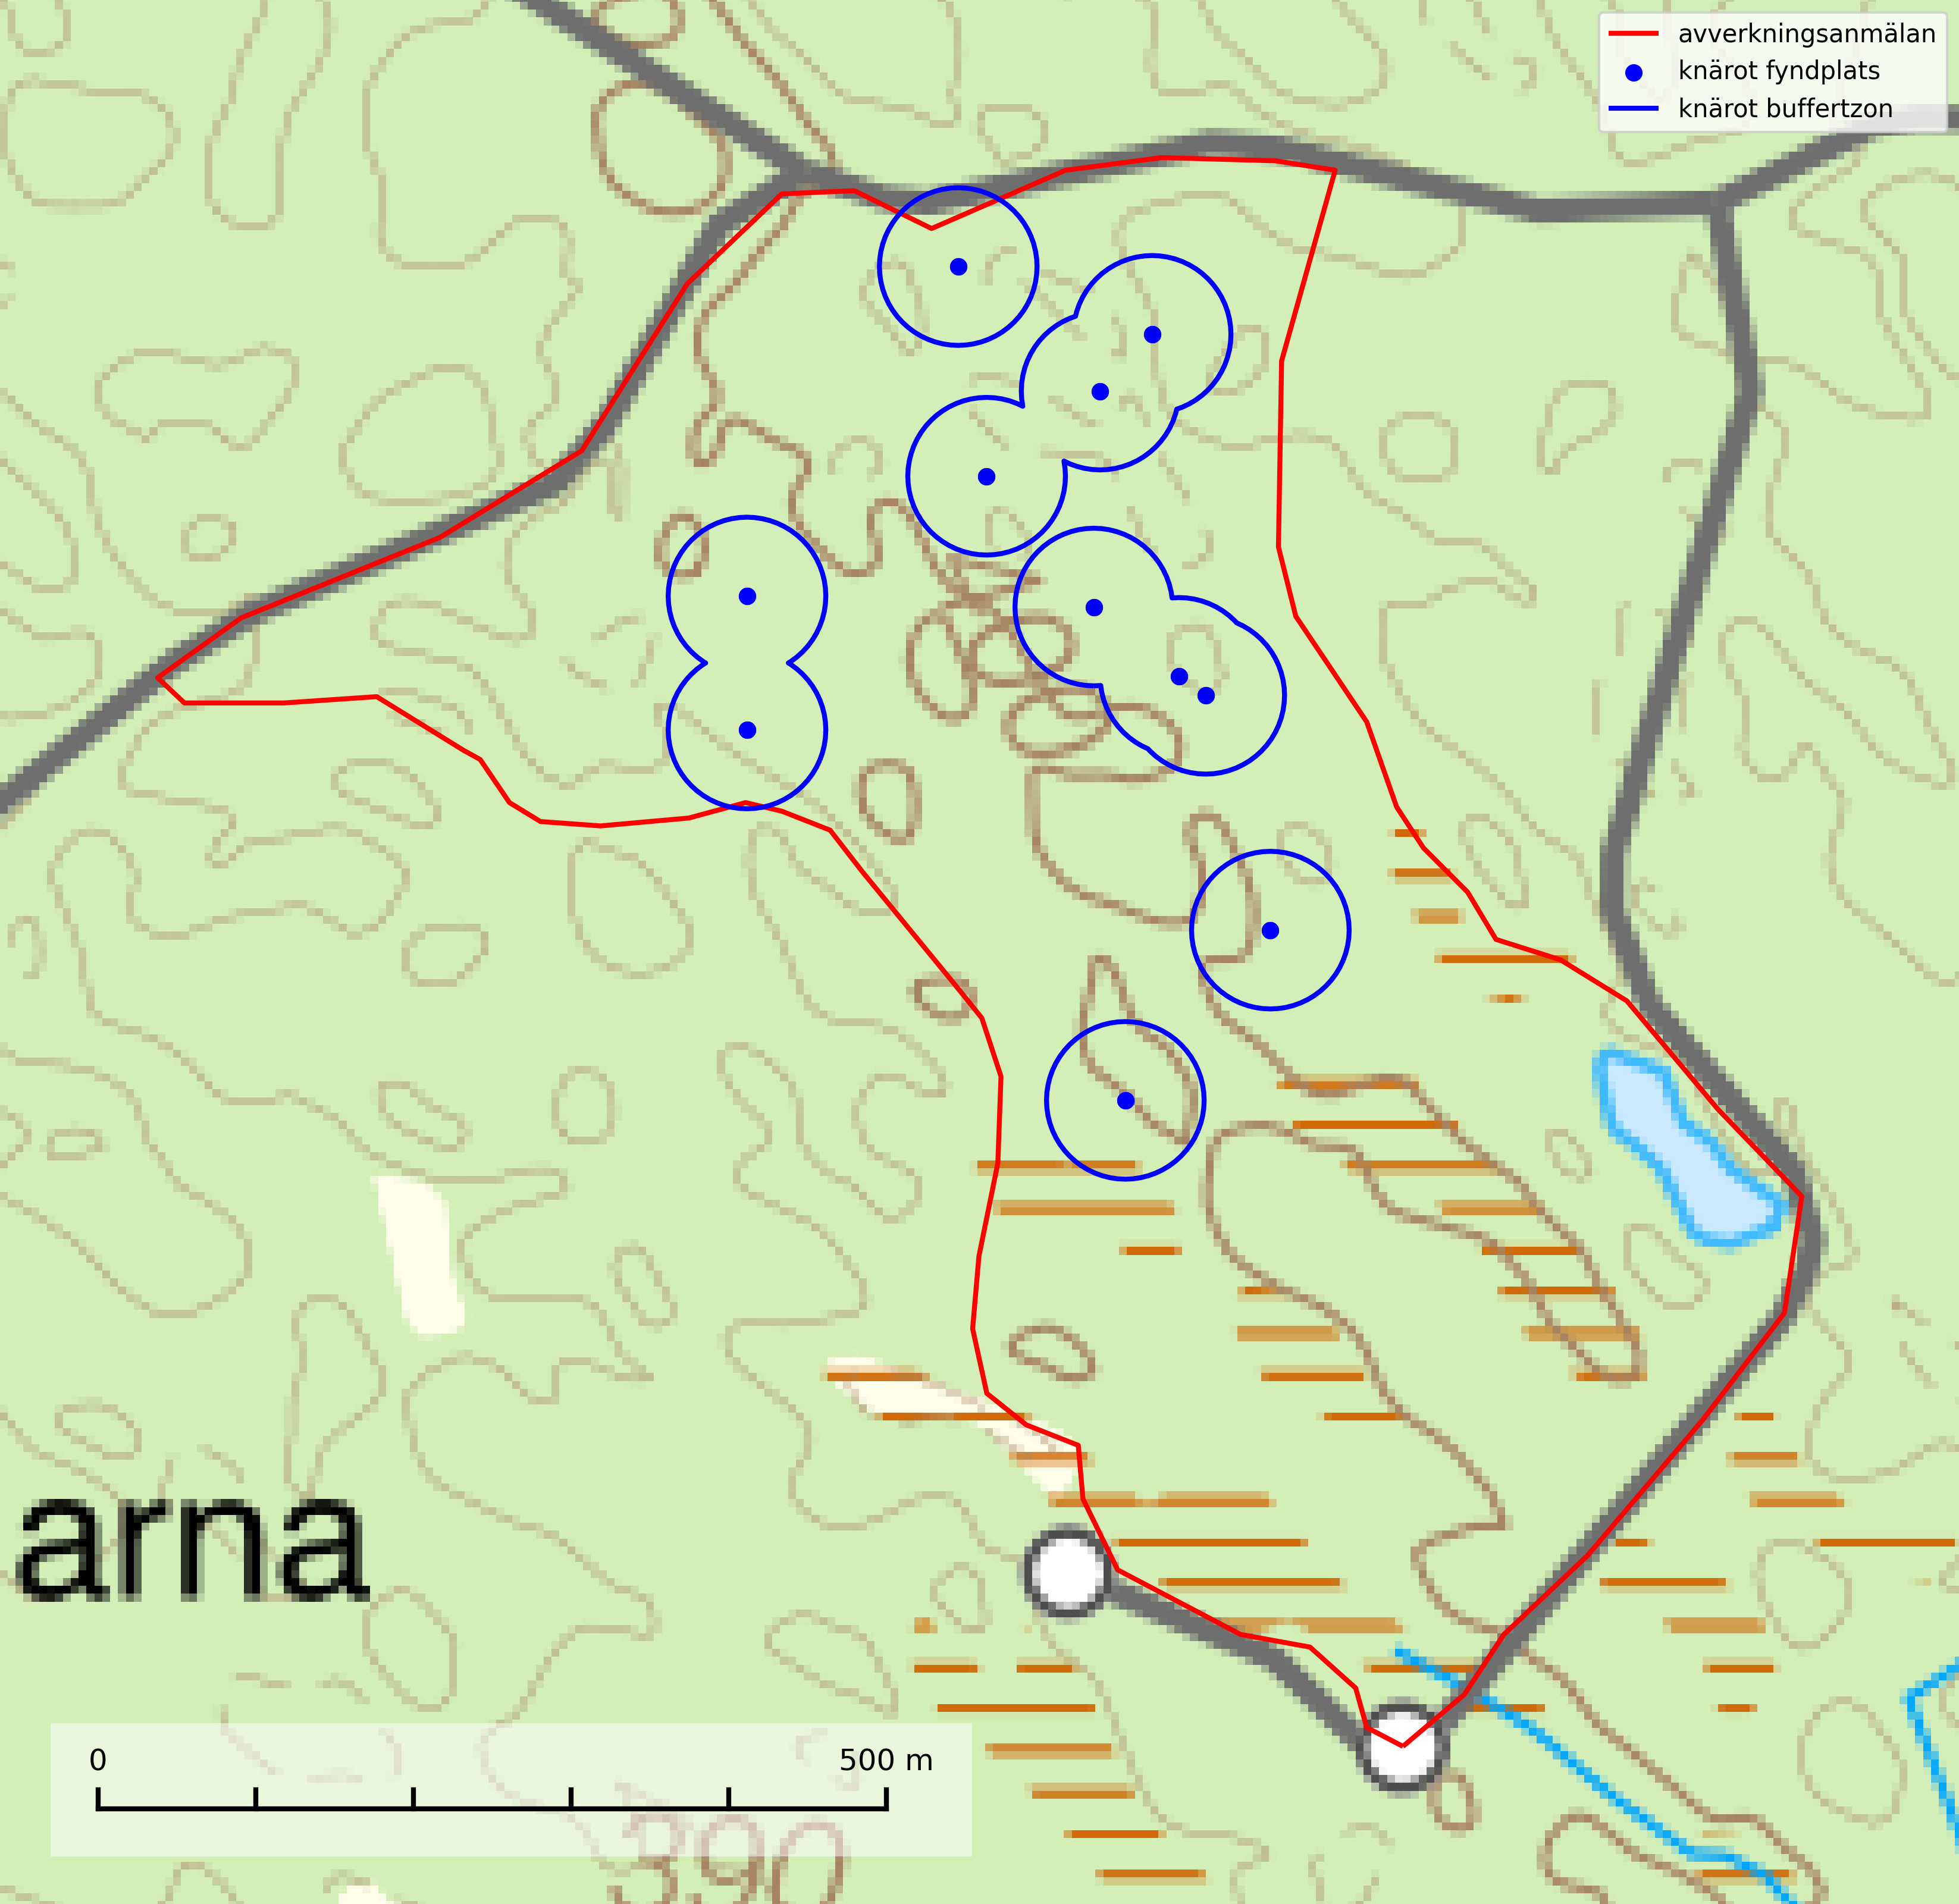 avverkningsanmälan
knärot fyndplats
knärot buffertzon
arna
0 500 m
390